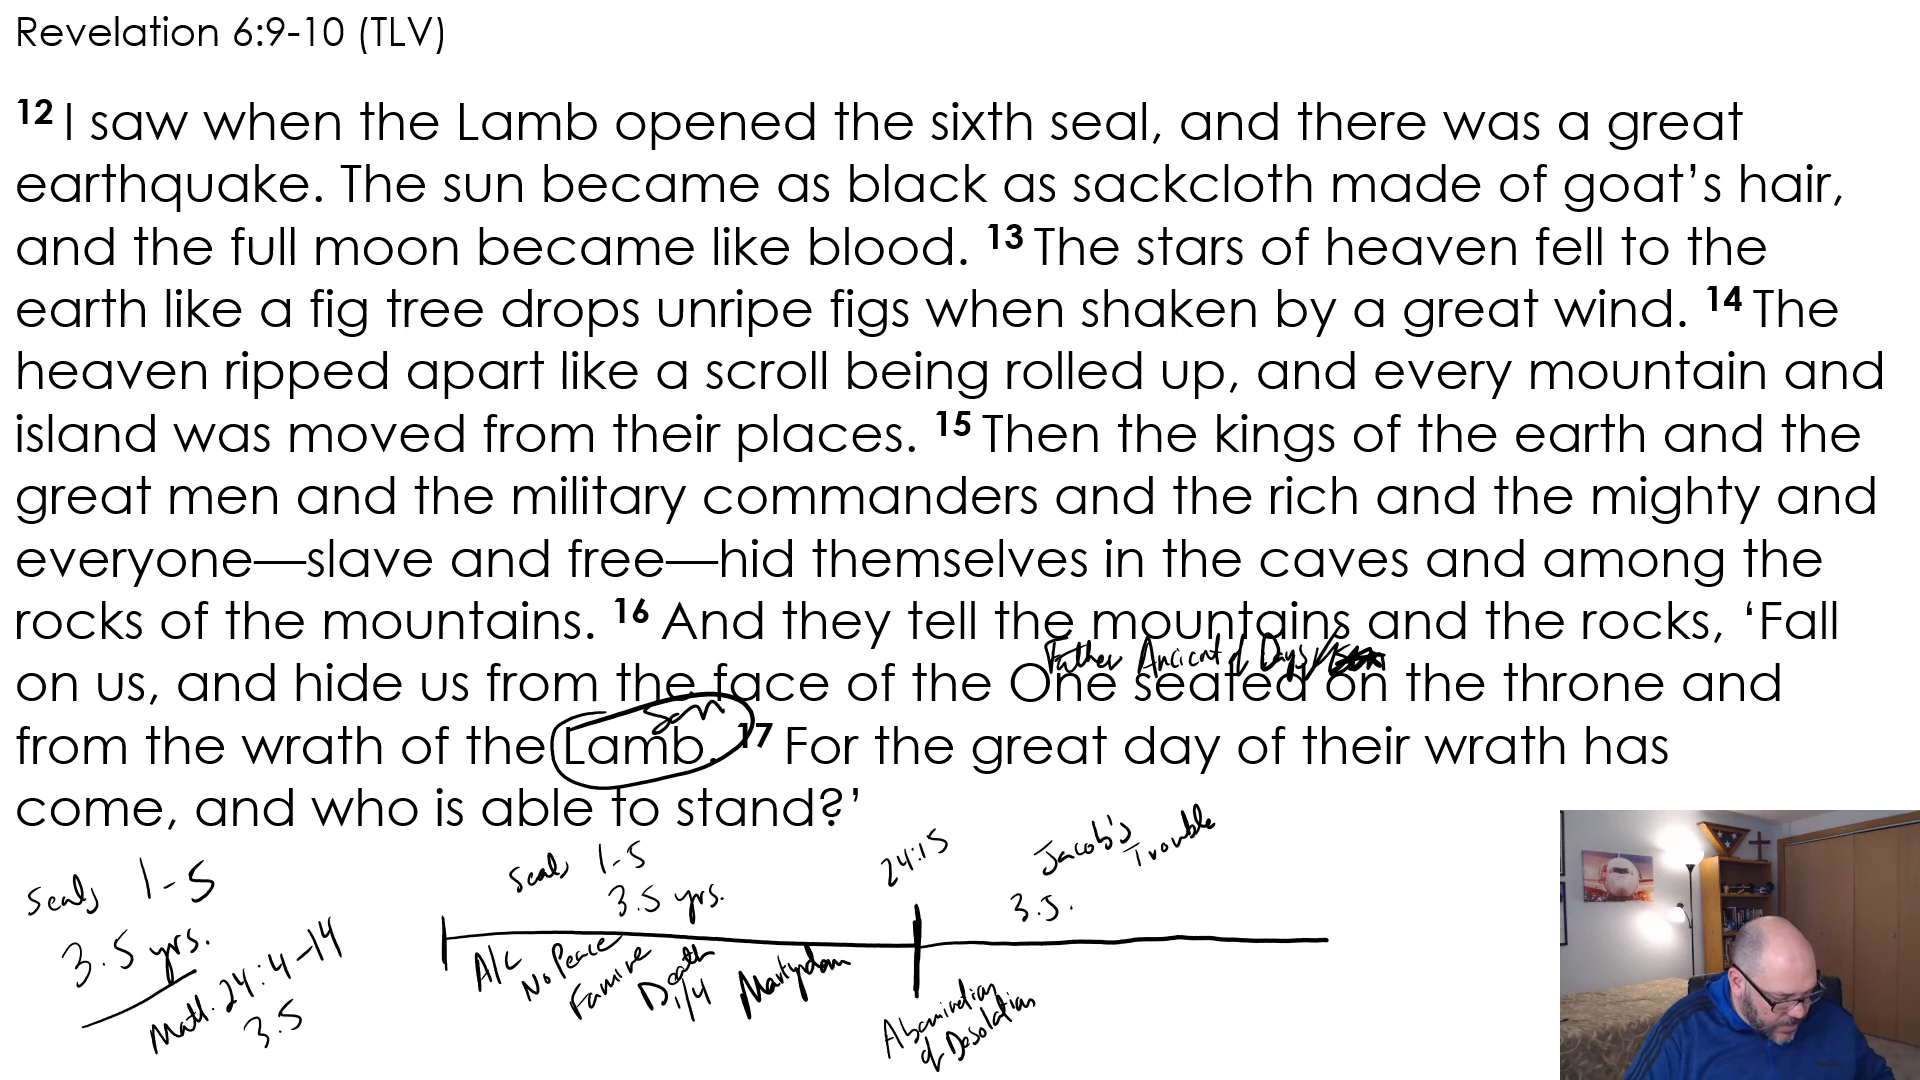 Revelation 6:9-10 (TLV)
12 I saw when the Lamb opened the sixth seal, and there was a great
earthquake. The sun became as black as sackcloth made of goat’s hair,
and the full moon became like blood. 13 The stars of heaven fell to the
earth like a fig tree drops unripe figs when shaken by a great wind. 14 The
heaven ripped apart like a scroll being rolled up, and every mountain and
island was moved from their places. 15 Then the kings of the earth and the
great men and the military commanders and the rich and the mighty and
everyone—slave and free—hid themselves in the caves and among the
rocks of the mountains. 16 And they tell the mountains and the rocks, ‘Fall
Father Ancient of Days
on us, and hide us from the face of the One seated on the throne and
Son
from the wrath of the Lamb. 17 For the great day of their wrath has
come, and who is able to stand?’
Seals 1-5
3.5 yrs.
Matt. 24:4-14
3.5
Seals 1-5
3.5 yrs.
24:15
Jacob's
Trouble
3.5.
A/C
No Peace
Famine
Death
1/4
Martyrdom
Abomination
of Desolation